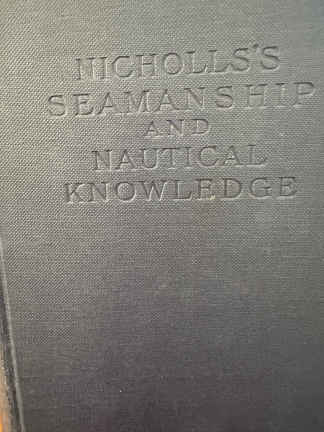 NICHOLLS'S
SEAMANSHIP
AND
NAUTICAL
KNOWLEDGE